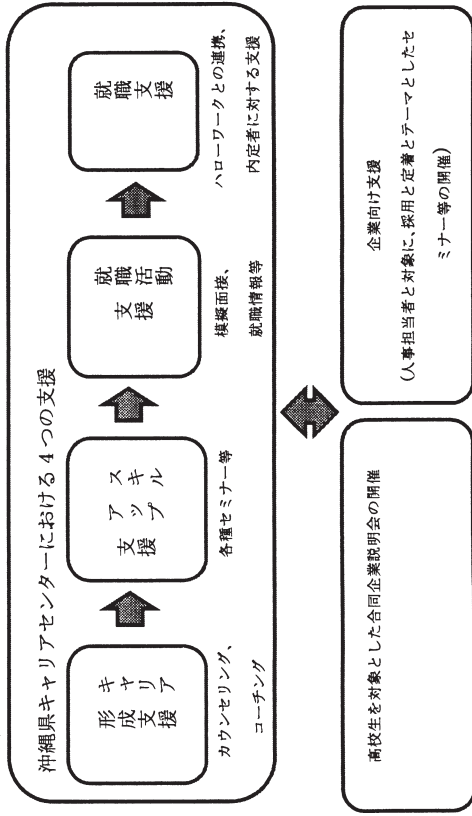 沖縄県キャリアセンターにおける４つの支援
キャリア
形成支援
カウンセリング、
コーチング
スキル
アップ
支援
各種セミナー等
就職活動
支援
模擬面接、
就職情報等
就職
支援
ハローワークとの連携、
内定者に対する支援
高校生を対象とした合同企業説明会の開催
企業向け支援
(人事担当者と対象に、採用と定着とテーマとしたセ
ミナー等の開催)